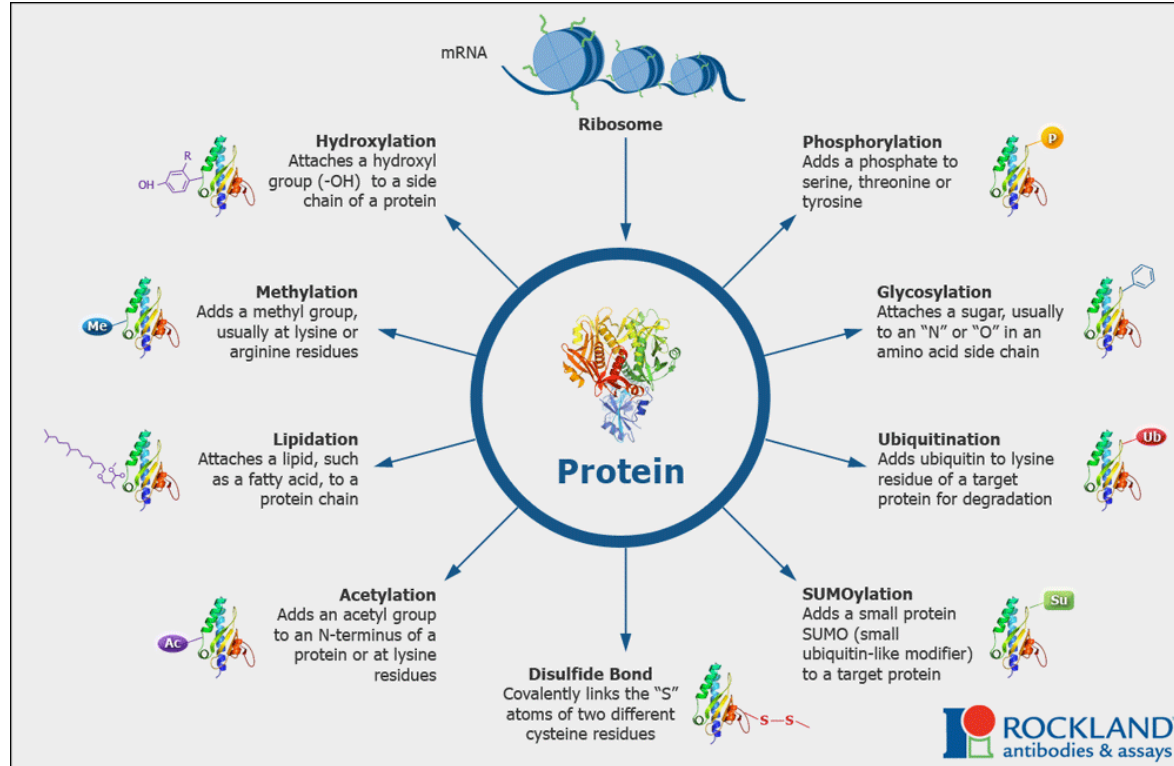 mRNA
Ribosome
Hydroxylation
Attaches a hydroxyl
group (-OH) to a side
chain of a protein
R
OH
Phosphorylation
Adds a phosphate to
serine, threonine or
tyrosine
P
Methylation
Adds a methyl group,
usually at lysine or
arginine residues
Me
Glycosylation
Attaches a sugar, usually
to an “N” or “O” in an
amino acid side chain
Lipidation
Attaches a lipid, such
as a fatty acid, to a
protein chain
Protein
Ubiquitination
Adds ubiquitin to lysine
residue of a target
protein for degradation
Ub
Acetylation
Adds an acetyl group
to an N-terminus of a
protein or at lysine
residues
Ac
Disulfide Bond
Covalently links the “S”
atoms of two different
cysteine residues
S—S
SUMOylation
Adds a small protein
SUMO (small
ubiquitin-like modifier)
to a target protein
Su
ROCKLAND
antibodies & assays